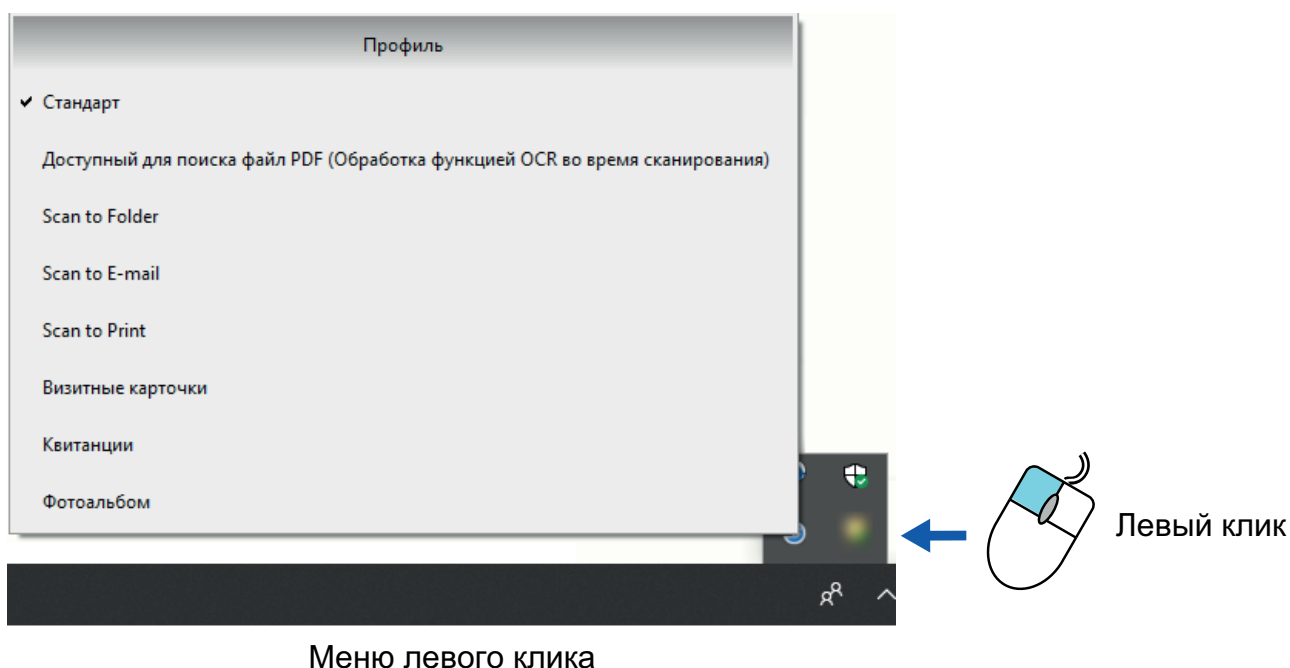 Профиль
Стандарт
Доступный для поиска файл PDF (Обработка функцией OCR во время сканирования)
Scan to Folder
Scan to E-mail
Scan to Print
Визитные карточки
Квитанции
Фотоальбом
Левый клик
Меню левого клика